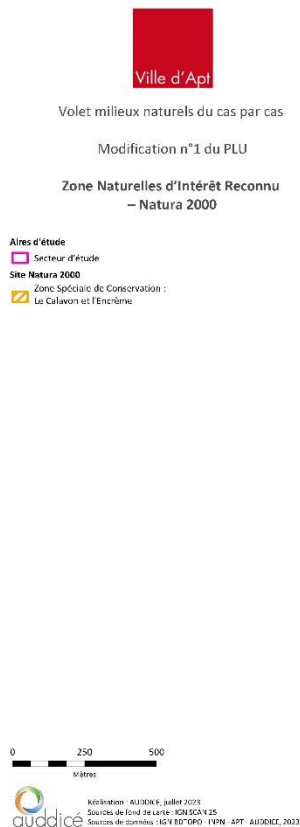 Ville d'Apt
Volet milieux naturels du cas par cas
Modification n°1 du PLU
Zone Naturelles d'Intérêt Reconnu
– Natura 2000
Aires d'étude
Secteur d'étude
Site Natura 2000
Zone Spéciale de Conservation :
Le Calavon et l'Encrème
0 250 500
Mètres
auddicé
Réalisation : AUDDICE, juillet 2023
Sources de fond de carte : IGN SCAN 25
Sources de données : IGN BDTOPO - INPN - APT - AUDDICE, 2023